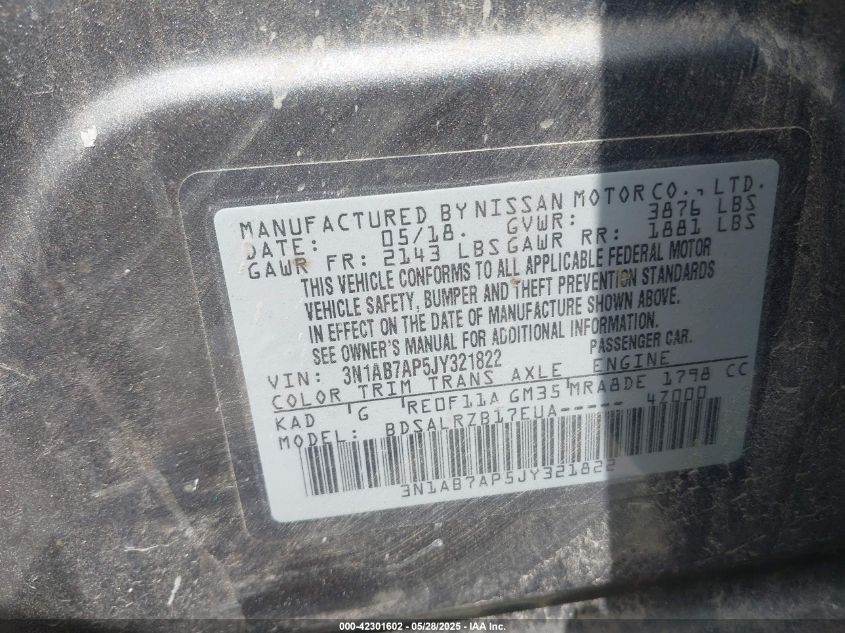 MANUFACTURED BY NISSAN MOTOR CO., LTD.
DATE: 05/18. GVWR: 3876 LBS
GAWR FR: 2143 LBS GAWR RR: 1881 LBS
THIS VEHICLE CONFORMS TO ALL APPLICABLE FEDERAL MOTOR
VEHICLE SAFETY, BUMPER AND THEFT PREVENTION STANDARDS
IN EFFECT ON THE DATE OF MANUFACTURE SHOWN ABOVE.
SEE OWNER'S MANUAL FOR ADDITIONAL INFORMATION.
VIN: 3N1AB7AP5JY321822 PASSENGER CAR.
COLOR TRIM TRANS AXLE ENGINE
KAD G RE0F11A GM35 MRA8DE 1798 CC
MODEL: BDSALRZB17EUA----- 4Z000
3N1AB7AP5JY321822
000-42301602 - 05/28/2025 - IAA Inc.